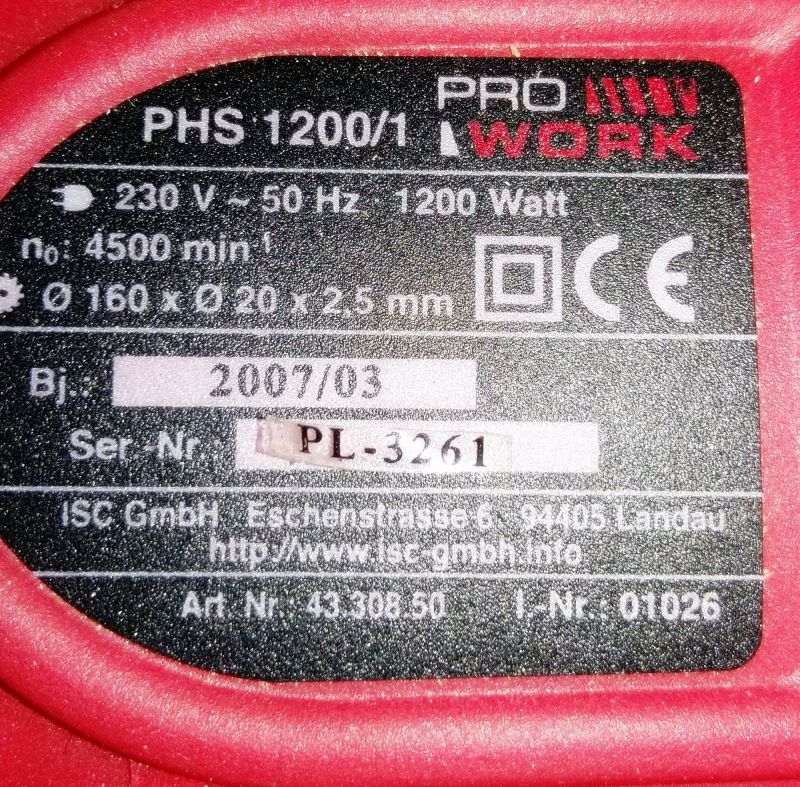 PHS 1200/1
PRO
WORK
230 V ~ 50 Hz 1200 Watt
n₀: 4500 min⁻¹
Ø 160 x Ø 20 x 2,5 mm
CE
Bj.: 2007/03
Ser.-Nr.: PL-3261
ISC GmbH Eschenstrasse 6 94405 Landau
http://www.isc-gmbh.info
Art. Nr.: 43.308.50 I.-Nr.: 01026